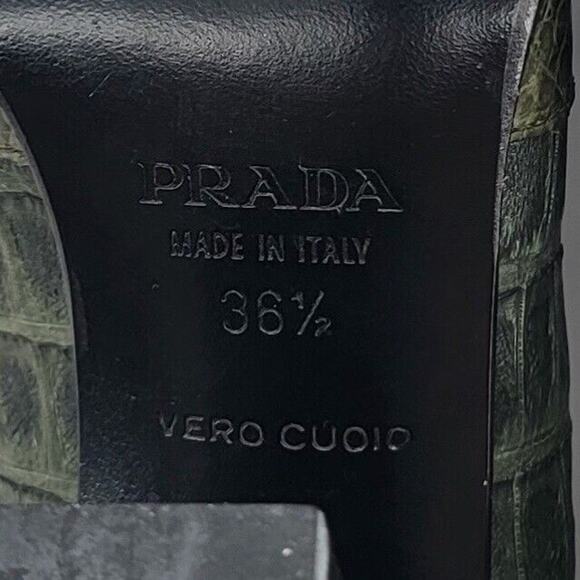 PRADA
MADE IN ITALY
36½
VERO CUOIO